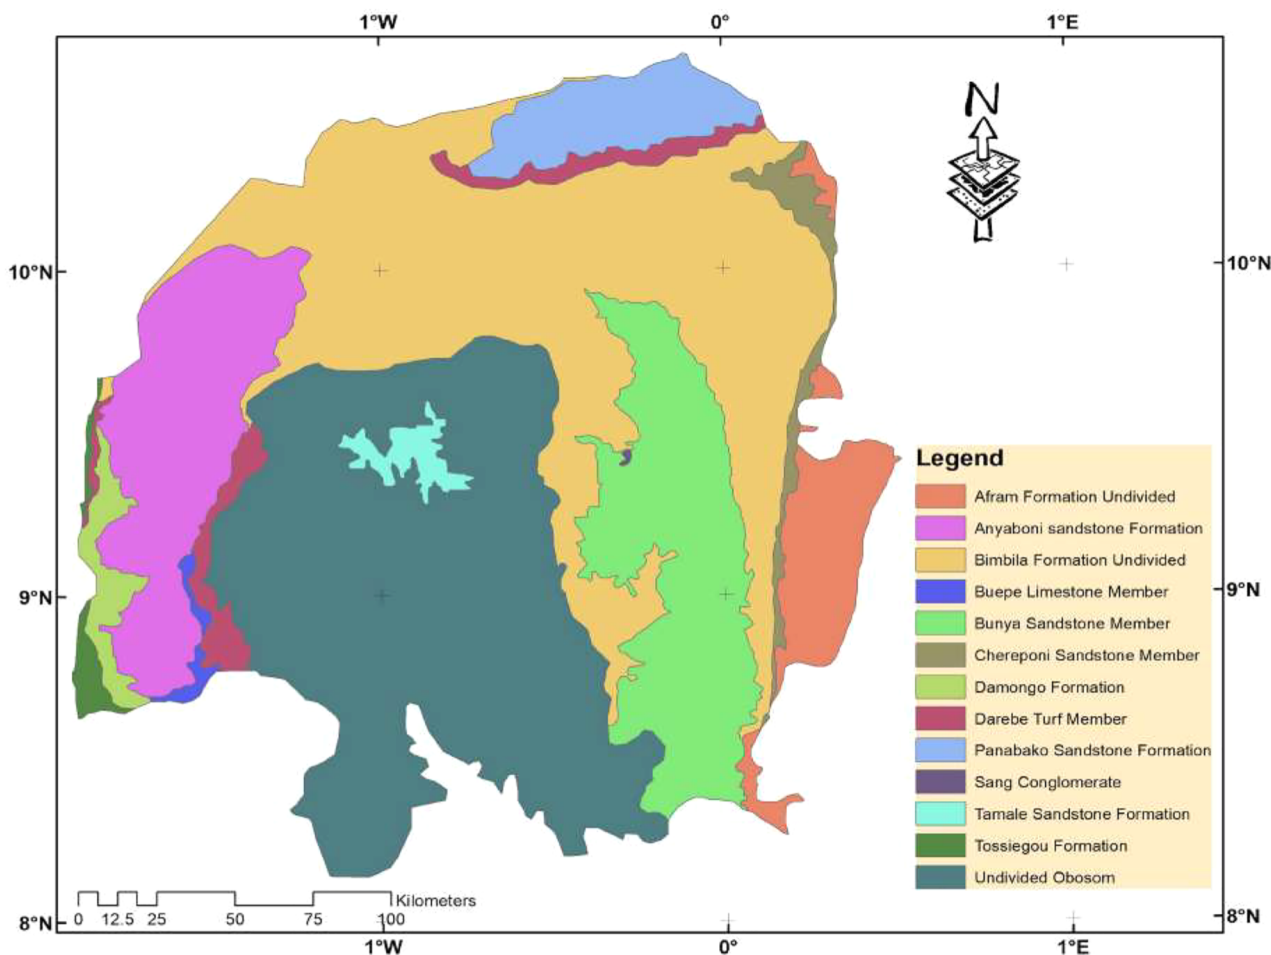 1°W 0° 1°E
N
10°N 10°N
Legend
Afram Formation Undivided
Anyaboni sandstone Formation
Bimbila Formation Undivided
9°N 9°N
Buepe Limestone Member
Bunya Sandstone Member
Chereponi Sandstone Member
Damongo Formation
Darebe Turf Member
Panabako Sandstone Formation
Sang Conglomerate
Tamale Sandstone Formation
Tossiegou Formation
Undivided Obosom
Kilometers
0 12.5 25 50 75 100
8°N 8°N
1°W 0° 1°E